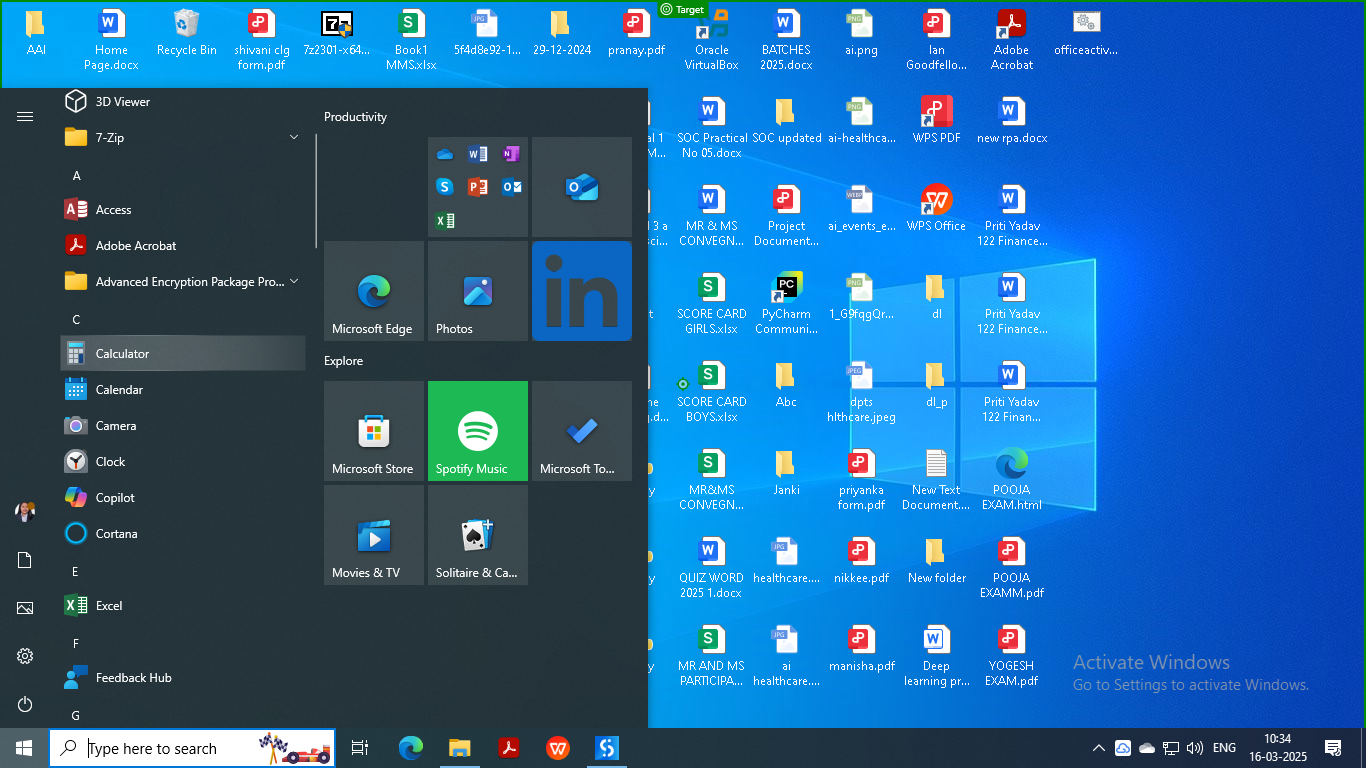 Target
AAI
Home Page.docx
Recycle Bin
shivani clg form.pdf
7z2301-x64...
Book1 MMS.xlsx
5f4d8e92-1...
29-12-2024
pranay.pdf
Oracle VirtualBox
BATCHES 2025.docx
ai.png
Ian Goodfello...
Adobe Acrobat
officeactiv...
3D Viewer
7-Zip
A
Access
Adobe Acrobat
Advanced Encryption Package Pro...
C
Calculator
Calendar
Camera
Clock
Copilot
Cortana
E
Excel
F
Feedback Hub
G
Productivity
Microsoft Edge
Photos
in
Explore
Microsoft Store
Spotify Music
Microsoft To...
Movies & TV
Solitaire & Ca...
SOC Practical No 05.docx
SOC updated
ai-healthca...
WPS PDF
new rpa.docx
MR & MS CONVEGN...
Project Document...
ai_events_e...
WPS Office
Priti Yadav 122 Finance...
SCORE CARD GIRLS.xlsx
PyCharm Communi...
1_G9fqgQr...
dl
Priti Yadav 122 Finance...
SCORE CARD BOYS.xlsx
Abc
dpts hlthcare.jpeg
dl_p
Priti Yadav 122 Finan...
MR&MS CONVEGN...
Janki
priyanka form.pdf
New Text Document....
POOJA EXAM.html
QUIZ WORD 2025 1.docx
healthcare....
nikkee.pdf
New folder
POOJA EXAMM.pdf
MR AND MS PARTICIPA...
ai healthcare....
manisha.pdf
Deep learning pr...
YOGESH EXAM.pdf
Activate Windows
Go to Settings to activate Windows.
Type here to search
ENG
10:34
16-03-2025